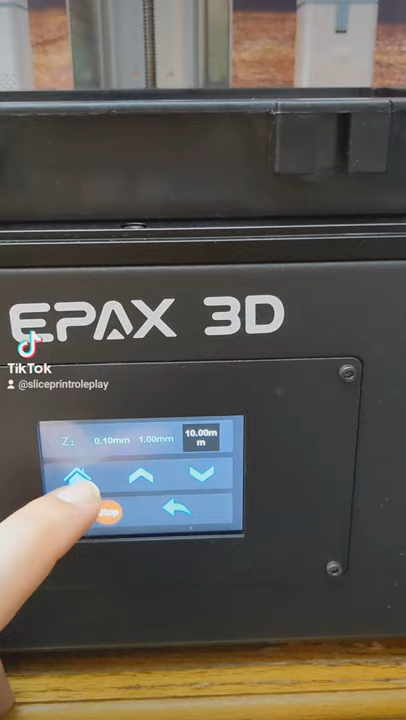 EPAX 3D
TikTok
@sliceprintroleplay
Z: 0.10mm 1.00mm 10.00m
m